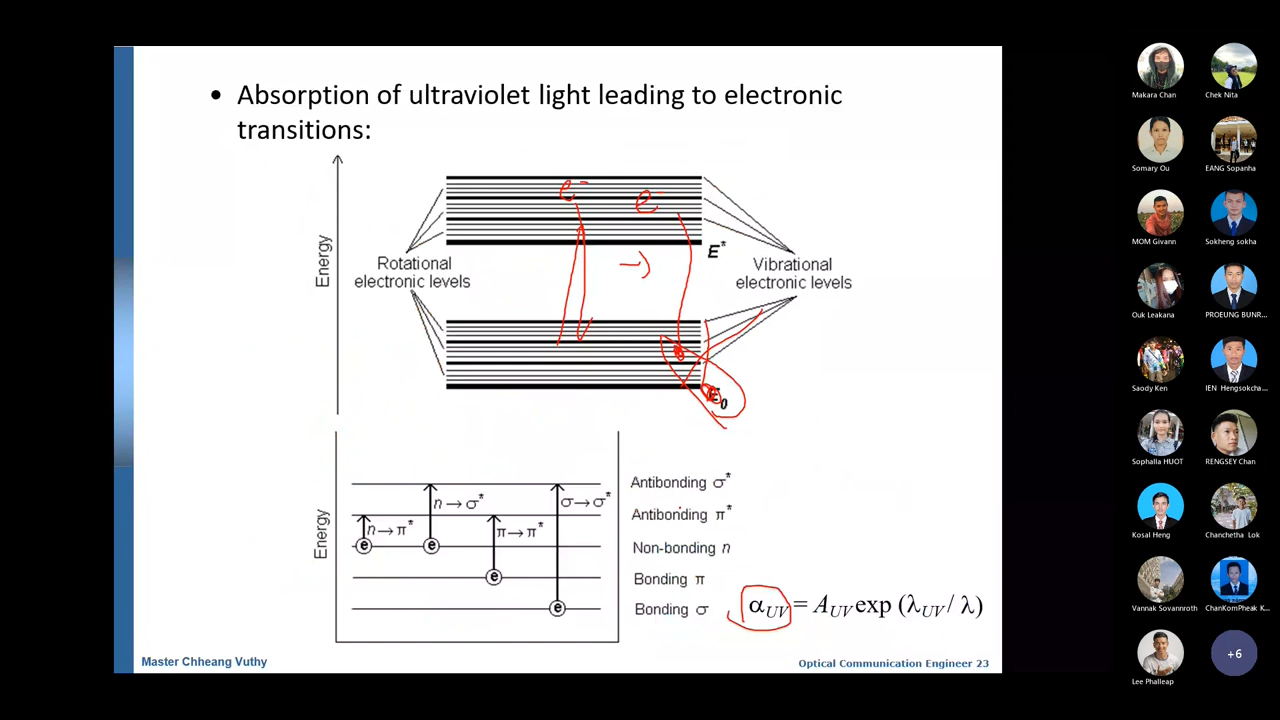 • Absorption of ultraviolet light leading to electronic
transitions:
e⁻
e⁻
E*
Energy
Rotational
electronic levels
→
Vibrational
electronic levels
E₀
Energy
n→σ*
σ→σ*
n→π*
π→π*
e
e
e
e
Antibonding σ*
Antibonding π*
Non-bonding n
Bonding π
Bonding σ
α_UV = A_UV exp (λ_UV / λ)
Master Chheang Vuthy
Optical Communication Engineer 23
Makara Chan
Chek Nita
Somary Ou
EANG Sopanha
MOM Givann
Sokheng sokha
Ouk Leakana
PROEUNG BUNR...
Saody Ken
IEN Hengsokcha...
Sophalla HUOT
RENGSEY Chan
Kosal Heng
Chanchetha Lok
Vannak Sovannroth
ChanKomPheak K...
Lee Phalleap
+6